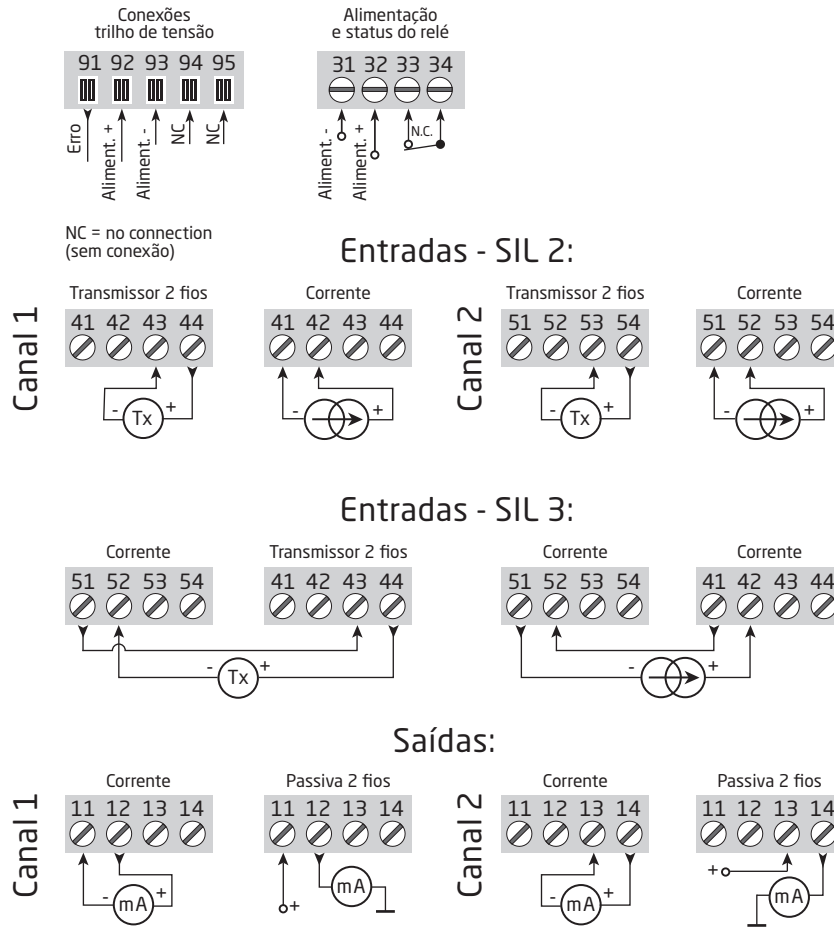 Conexões
trilho de tensão
91 92 93 94 95
Erro
Aliment. +
Aliment. -
NC
NC
NC = no connection
(sem conexão)
Alimentação
e status do relé
31 32 33 34
Aliment. -
Aliment. +
N.C.
Entradas - SIL 2:
Canal 1
Transmissor 2 fios
41 42 43 44
- Tx +
Corrente
41 42 43 44
- +
Canal 2
Transmissor 2 fios
51 52 53 54
- Tx +
Corrente
51 52 53 54
- +
Entradas - SIL 3:
Corrente
51 52 53 54
Transmissor 2 fios
41 42 43 44
- Tx +
Corrente
51 52 53 54
Corrente
41 42 43 44
- +
Saídas:
Canal 1
Corrente
11 12 13 14
- mA +
Passiva 2 fios
11 12 13 14
mA
+
Canal 2
Corrente
11 12 13 14
- mA +
Passiva 2 fios
11 12 13 14
+
mA